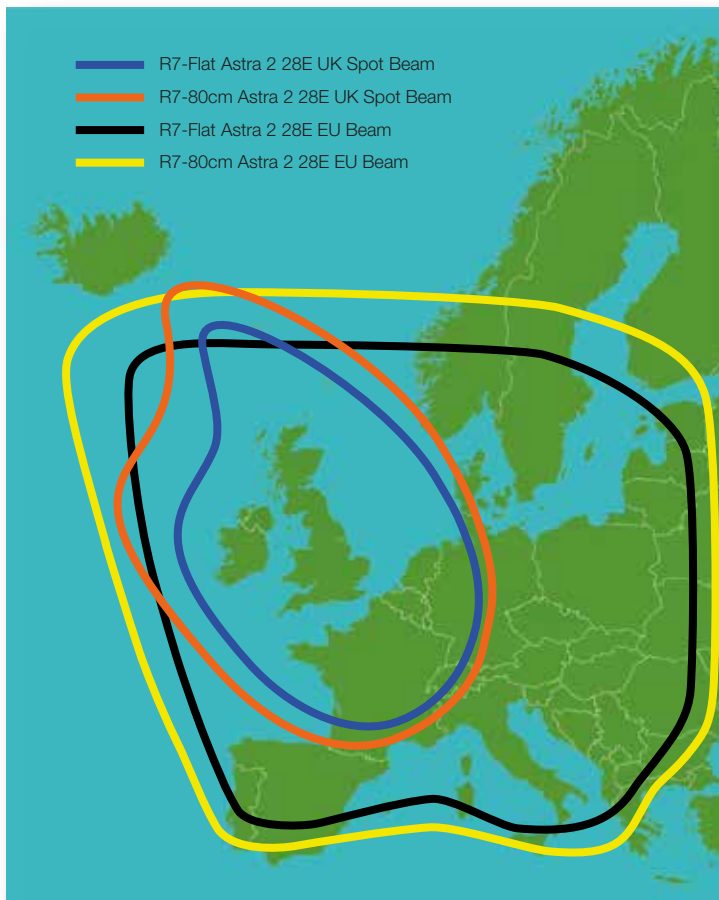 R7-Flat Astra 2 28E UK Spot Beam
R7-80cm Astra 2 28E UK Spot Beam
R7-Flat Astra 2 28E EU Beam
R7-80cm Astra 2 28E EU Beam